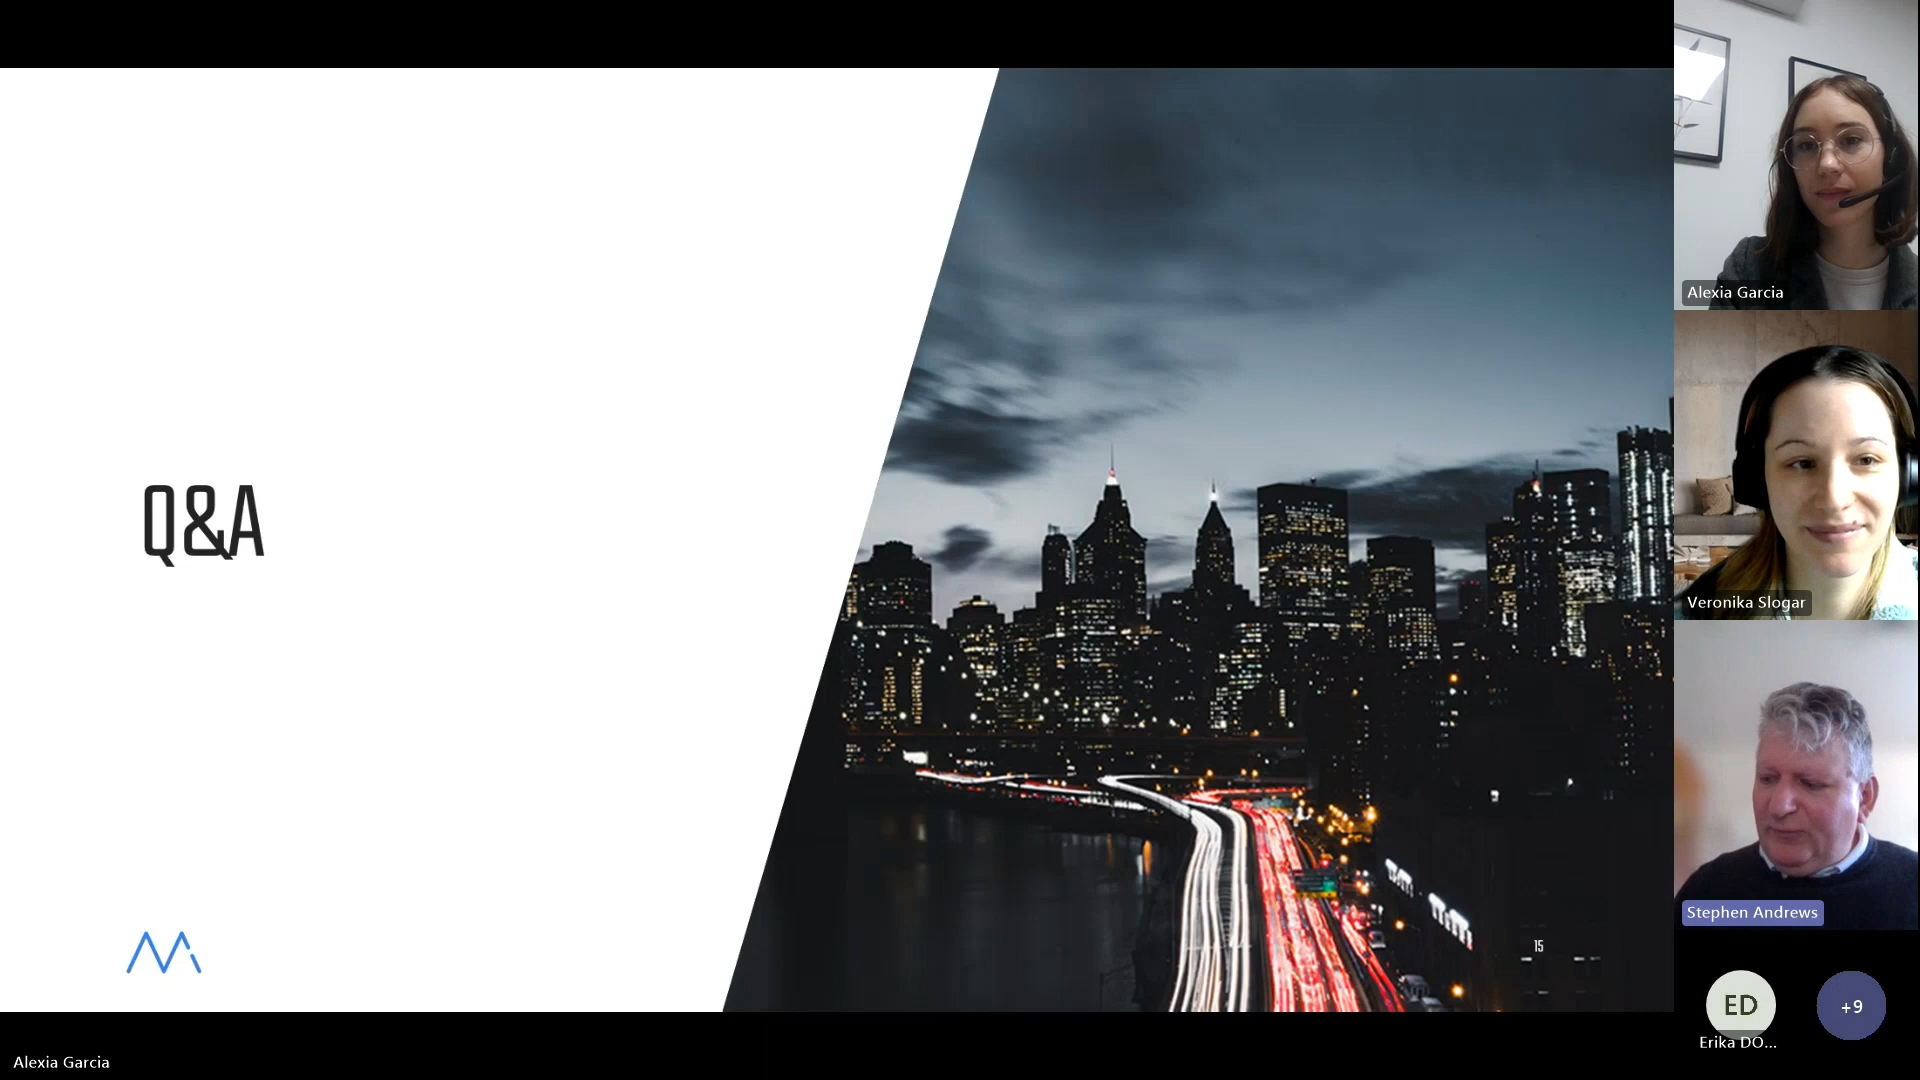 Q&A
15
Alexia Garcia
Veronika Slogar
Stephen Andrews
ED
Erika DO...
+9
Alexia Garcia